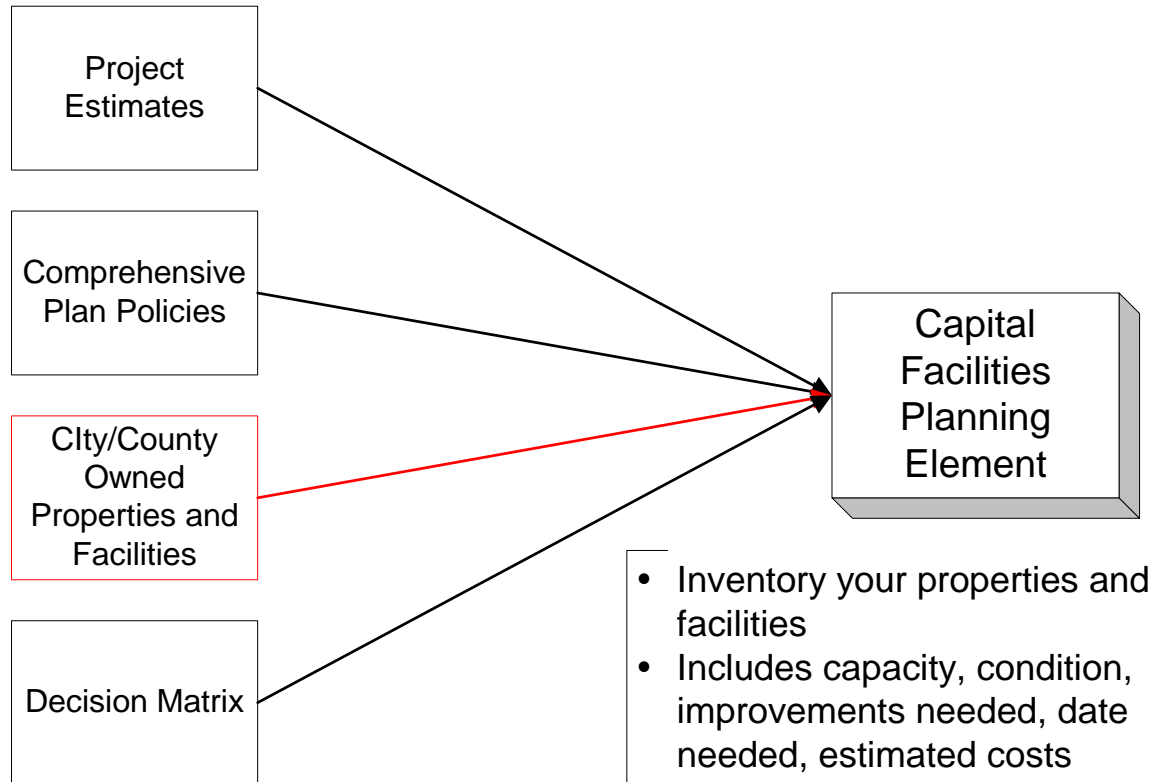 Project
Estimates
Comprehensive
Plan Policies
CIty/County
Owned
Properties and
Facilities
Decision Matrix
Capital
Facilities
Planning
Element
• Inventory your properties and
facilities
• Includes capacity, condition,
improvements needed, date
needed, estimated costs